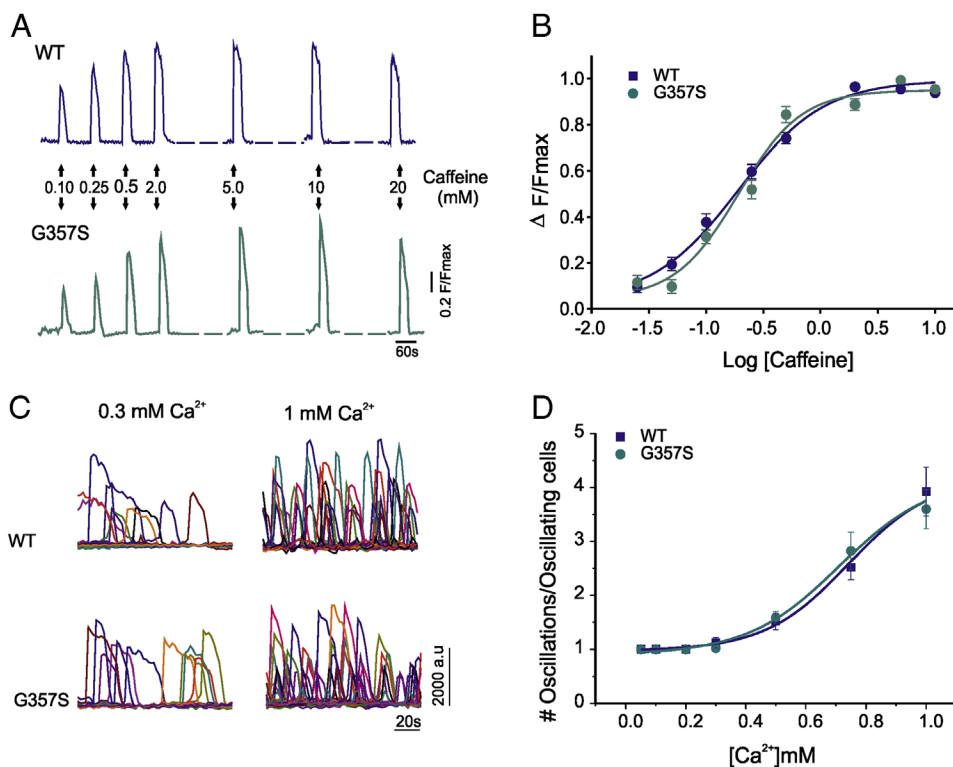 A
WT
0.10 0.25 0.5 2.0 5.0 10 20
Caffeine
(mM)
G357S
0.2 F/Fmax
60s
B
WT
G357S
Δ F/Fmax
1.0
0.8
0.6
0.4
0.2
0.0
-2.0 -1.5 -1.0 -0.5 0.0 0.5 1.0
Log [Caffeine]
C
0.3 mM Ca²⁺ 1 mM Ca²⁺
WT
G357S
2000 a.u
20s
D
WT
G357S
# Oscillations/Oscillating cells
5
4
3
2
1
0
0.0 0.2 0.4 0.6 0.8 1.0
[Ca²⁺]mM